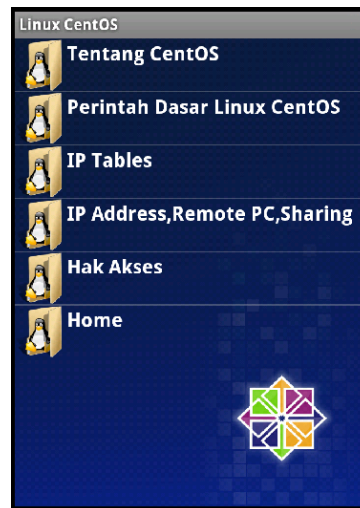 Linux CentOS
Tentang CentOS
Perintah Dasar Linux CentOS
IP Tables
IP Address,Remote PC,Sharing
Hak Akses
Home